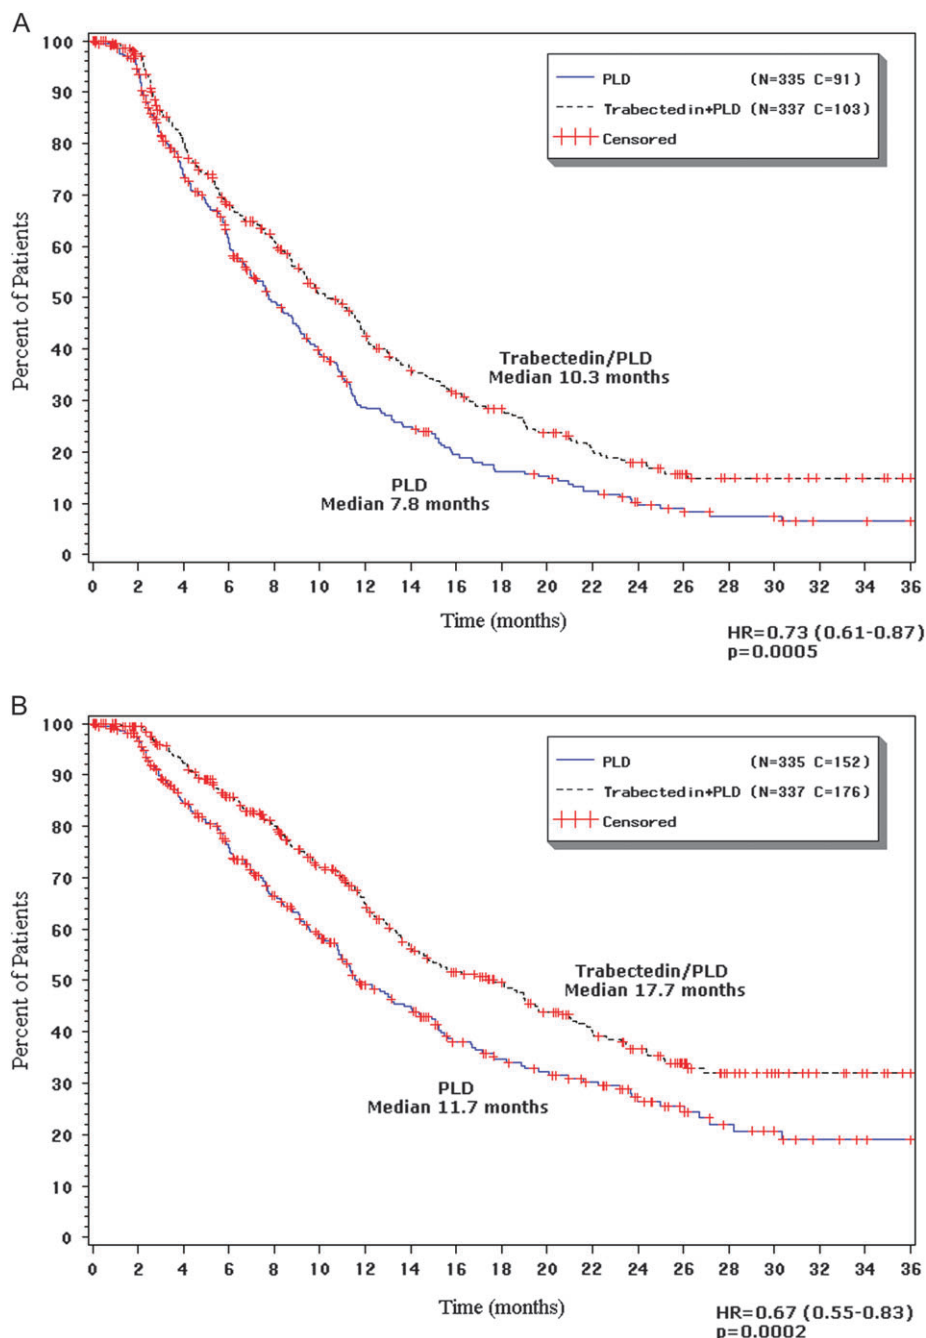 A
100
90
80
70
60
50
40
30
20
10
0
Percent of Patients
PLD (N=335 C=91)
Trabectedin+PLD (N=337 C=103)
Censored
Trabectedin/PLD
Median 10.3 months
PLD
Median 7.8 months
0 2 4 6 8 10 12 14 16 18 20 22 24 26 28 30 32 34 36
Time (months)
HR=0.73 (0.61-0.87)
p=0.0005
B
100
90
80
70
60
50
40
30
20
10
0
Percent of Patients
PLD (N=335 C=152)
Trabectedin+PLD (N=337 C=176)
Censored
Trabectedin/PLD
Median 17.7 months
PLD
Median 11.7 months
0 2 4 6 8 10 12 14 16 18 20 22 24 26 28 30 32 34 36
Time (months)
HR=0.67 (0.55-0.83)
p=0.0002